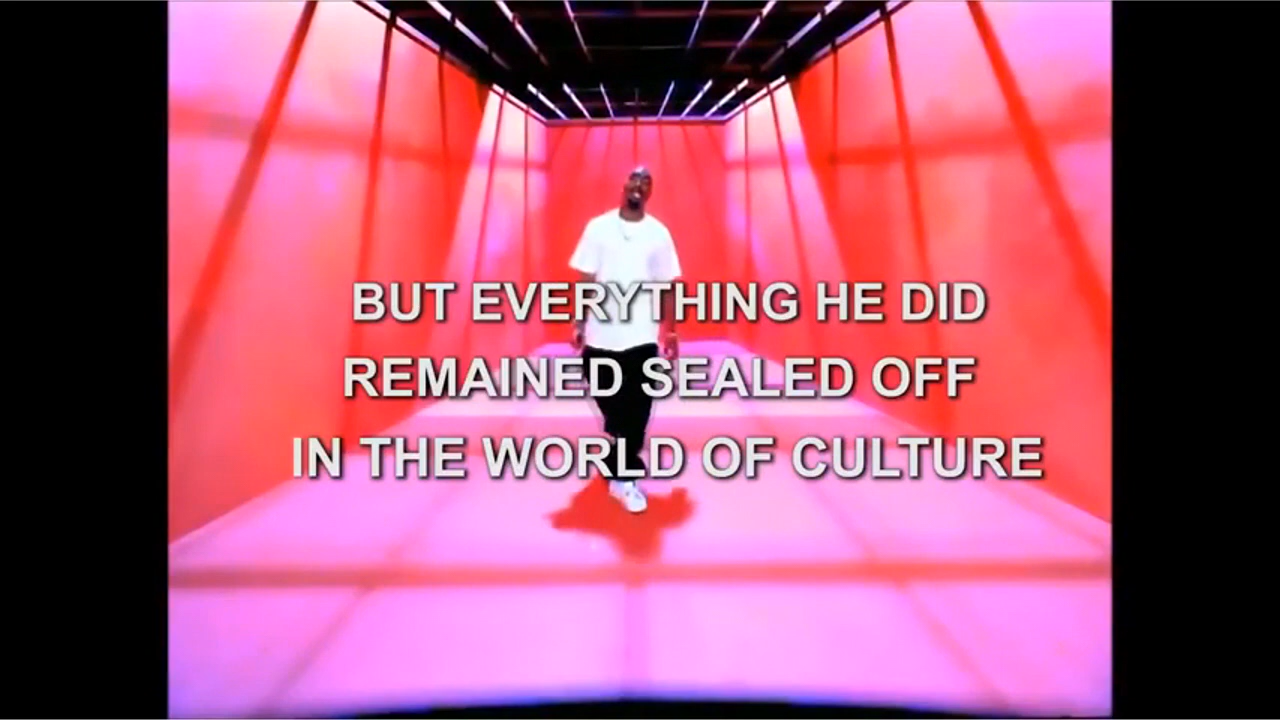 BUT EVERYTHING HE DID
REMAINED SEALED OFF
IN THE WORLD OF CULTURE